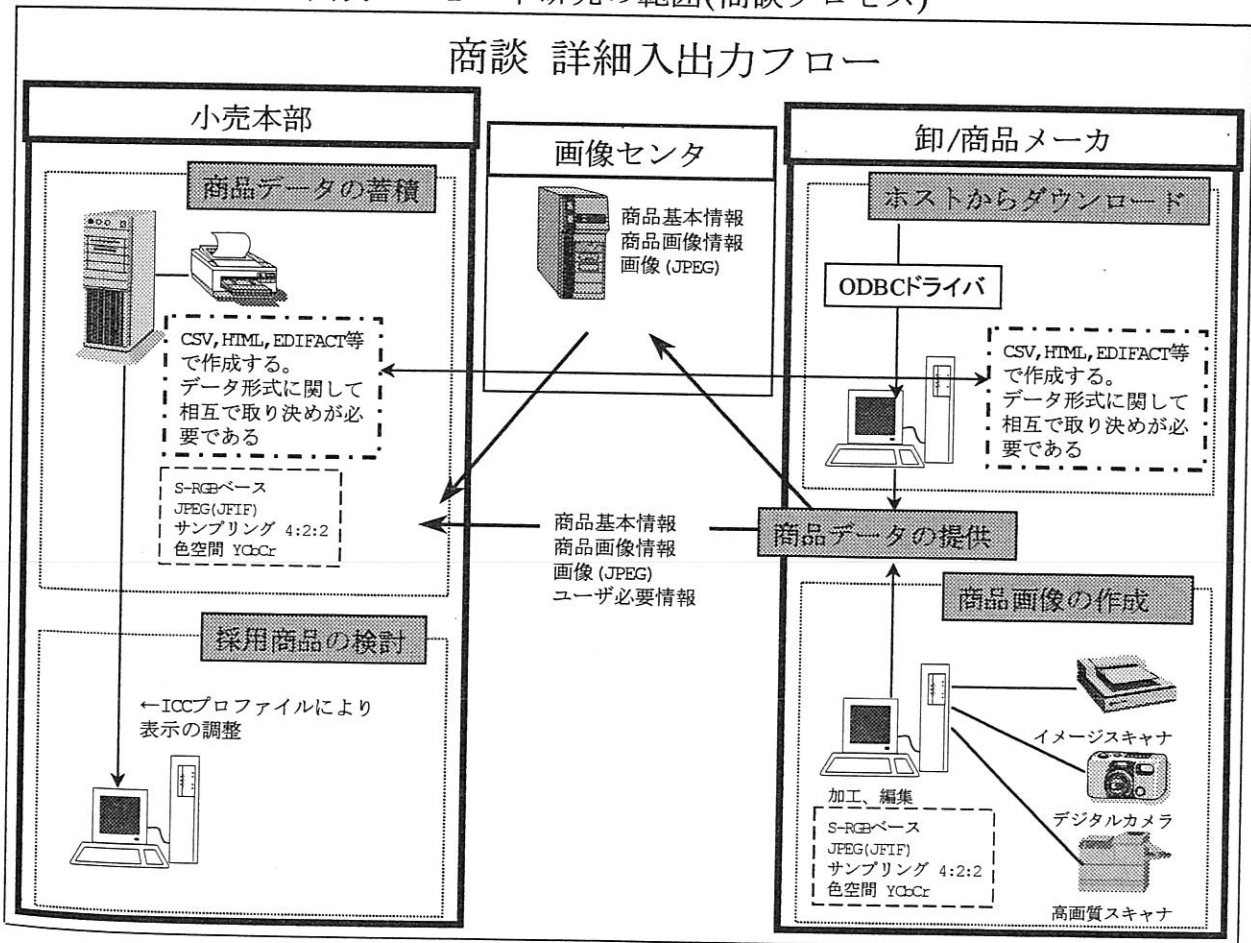 研究の範囲(商談プロセス)
商談 詳細入出力フロー
小売本部
商品データの蓄積
CSV,HTML,EDIFACT等
で作成する。
データ形式に関して
相互で取り決めが必
要である
S-RGBベース
JPEG(JFIF)
サンプリング 4:2:2
色空間 YCbCr
採用商品の検討
←ICCプロファイルにより
表示の調整
画像センタ
商品基本情報
商品画像情報
画像(JPEG)
商品基本情報
商品画像情報
画像(JPEG)
ユーザ必要情報
卸/商品メーカ
ホストからダウンロード
ODBCドライバ
CSV,HTML,EDIFACT等
で作成する。
データ形式に関して
相互で取り決めが必
要である
商品データの提供
商品画像の作成
イメージスキャナ
デジタルカメラ
高画質スキャナ
加工、編集
S-RGBベース
JPEG(JFIF)
サンプリング 4:2:2
色空間 YCbCr